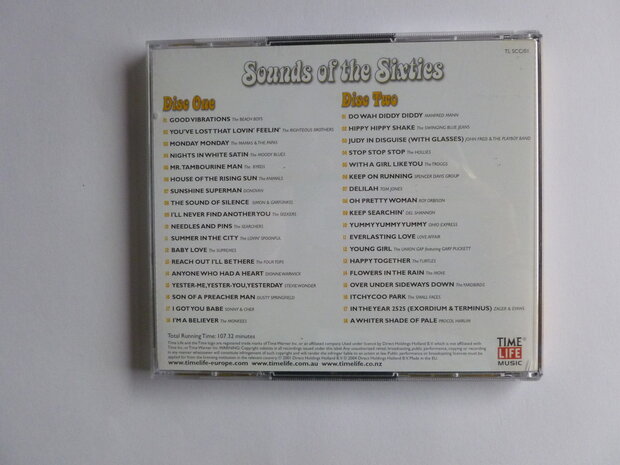 TL SCC/01
Sounds of the Sixties
Disc One
GOOD VIBRATIONS The BEACH BOYS
YOU'VE LOST THAT LOVIN' FEELIN' The RIGHTEOUS BROTHERS
MONDAY MONDAY The MAMAS & THE PAPAS
NIGHTS IN WHITE SATIN The MOODY BLUES
MR. TAMBOURINE MAN The BYRDS
HOUSE OF THE RISING SUN The ANIMALS
SUNSHINE SUPERMAN DONOVAN
THE SOUND OF SILENCE SIMON & GARFUNKEL
I'LL NEVER FIND ANOTHER YOU The SEEKERS
NEEDLES AND PINS The SEARCHERS
SUMMER IN THE CITY The LOVIN' SPOONFUL
BABY LOVE The SUPREMES
REACH OUT I'LL BE THERE The FOUR TOPS
ANYONE WHO HAD A HEART DIONNE WARWICK
YESTER-ME, YESTER-YOU, YESTERDAY STEVIE WONDER
SON OF A PREACHER MAN DUSTY SPRINGFIELD
I GOT YOU BABE SONNY & CHER
I'M A BELIEVER The MONKEES
Disc Two
DO WAH DIDDY DIDDY MANFRED MANN
HIPPY HIPPY SHAKE The SWINGING BLUE JEANS
JUDY IN DISGUISE (WITH GLASSES) JOHN FRED & THE PLAYBOY BAND
STOP STOP STOP The HOLLIES
WITH A GIRL LIKE YOU The TROGGS
KEEP ON RUNNING SPENCER DAVIS GROUP
DELILAH TOM JONES
OH PRETTY WOMAN ROY ORBISON
KEEP SEARCHIN' DEL SHANNON
YUMMY YUMMY YUMMY OHIO EXPRESS
EVERLASTING LOVE LOVE AFFAIR
YOUNG GIRL The UNION GAP featuring GARY PUCKETT
HAPPY TOGETHER The TURTLES
FLOWERS IN THE RAIN The MOVE
OVER UNDER SIDEWAYS DOWN The YARDBIRDS
ITCHYCOO PARK The SMALL FACES
IN THE YEAR 2525 (EXORDIUM & TERMINUS) ZAGER & EVANS
A WHITER SHADE OF PALE PROCOL HARUM
Total Running Time: 107:32 minutes
www.timelife-europe.com www.timelife.com.au www.timelife.co.nz
TIME
LIFE
MUSIC